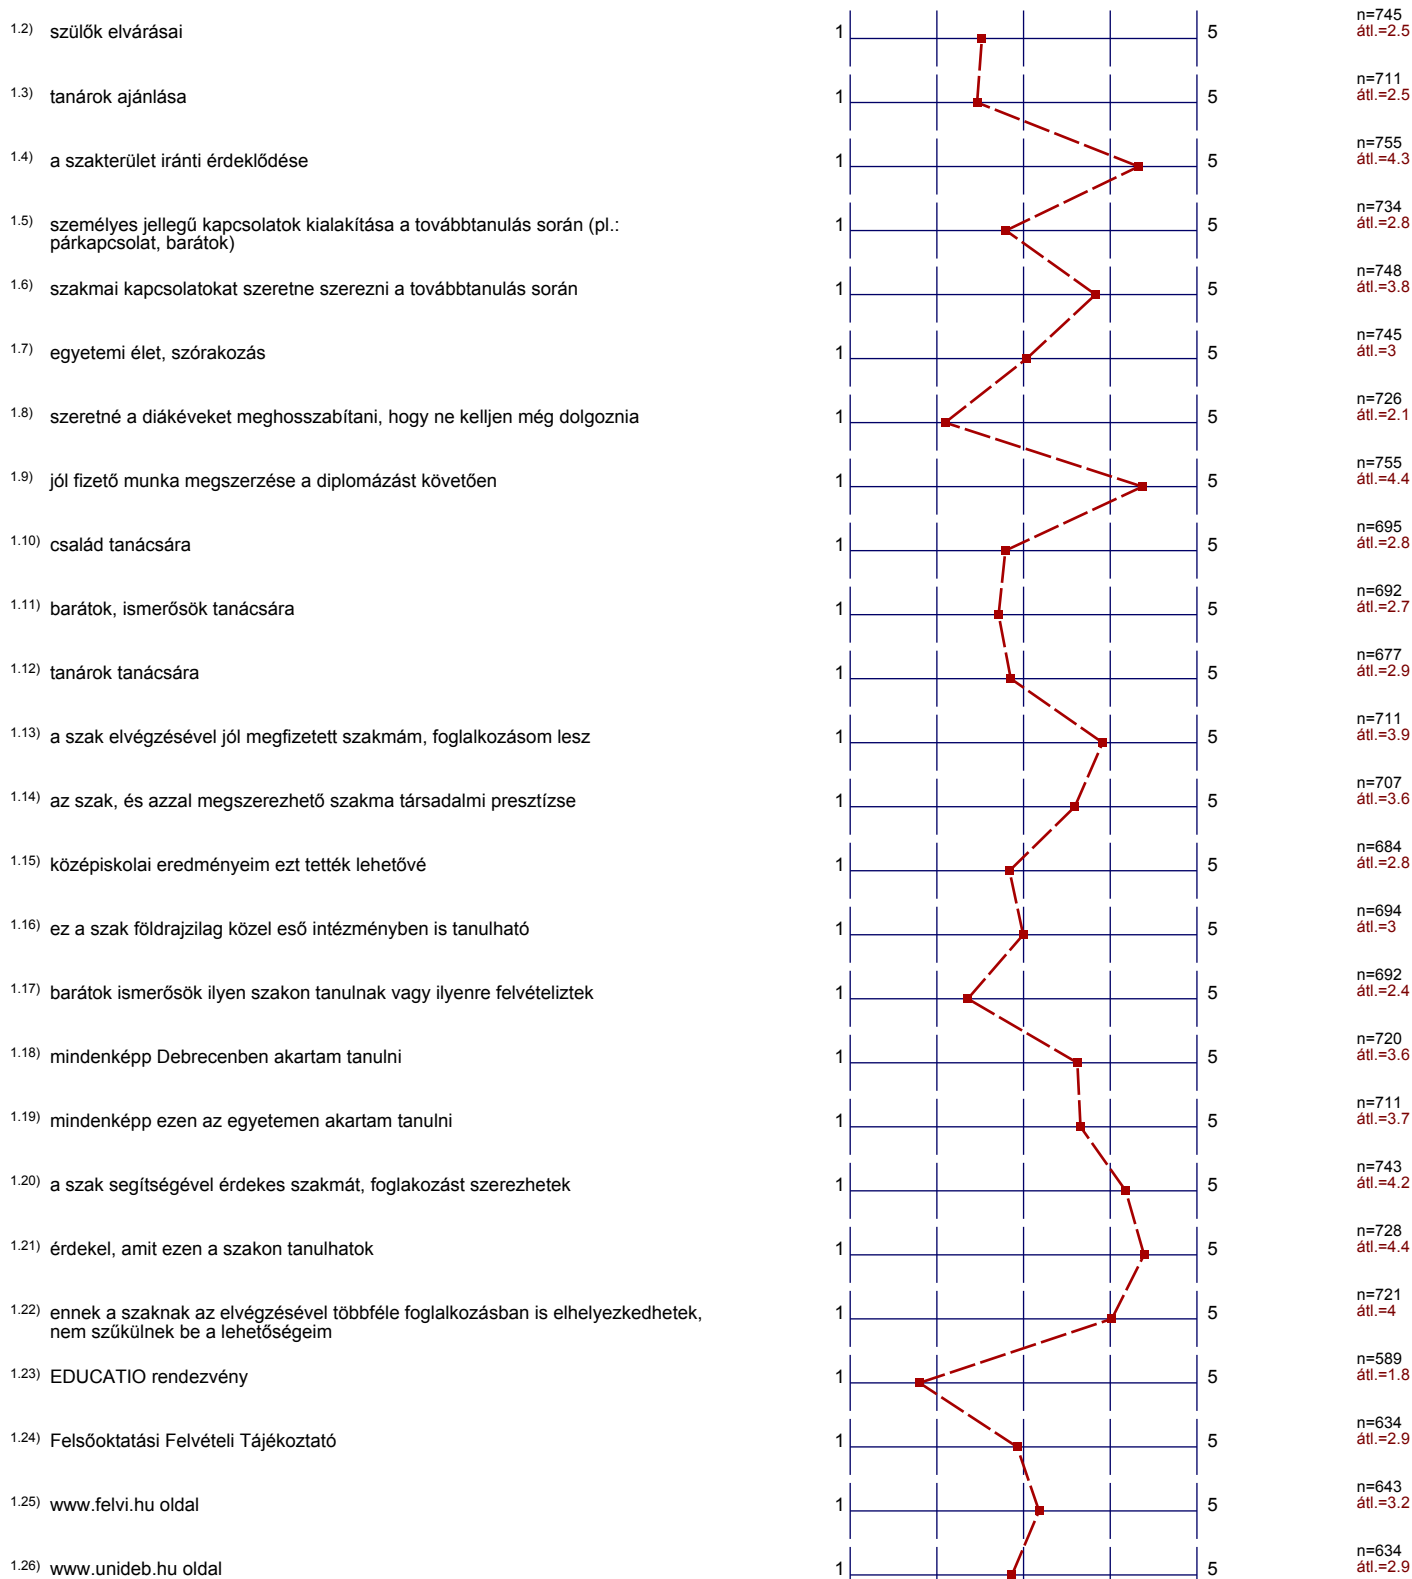 1.2) szülők elvárásai 1 5 n=745
átl.=2.5
1.3) tanárok ajánlása 1 5 n=711
átl.=2.5
1.4) a szakterület iránti érdeklődése 1 5 n=755
átl.=4.3
1.5) személyes jellegű kapcsolatok kialakítása a továbbtanulás során (pl.:
párkapcsolat, barátok) 1 5 n=734
átl.=2.8
1.6) szakmai kapcsolatokat szeretne szerezni a továbbtanulás során 1 5 n=748
átl.=3.8
1.7) egyetemi élet, szórakozás 1 5 n=745
átl.=3
1.8) szeretné a diákéveket meghosszabítani, hogy ne kelljen még dolgoznia 1 5 n=726
átl.=2.1
1.9) jól fizető munka megszerzése a diplomázást követően 1 5 n=755
átl.=4.4
1.10) család tanácsára 1 5 n=695
átl.=2.8
1.11) barátok, ismerősök tanácsára 1 5 n=692
átl.=2.7
1.12) tanárok tanácsára 1 5 n=677
átl.=2.9
1.13) a szak elvégzésével jól megfizetett szakmám, foglalkozásom lesz 1 5 n=711
átl.=3.9
1.14) az szak, és azzal megszerezhető szakma társadalmi presztízse 1 5 n=707
átl.=3.6
1.15) középiskolai eredményeim ezt tették lehetővé 1 5 n=684
átl.=2.8
1.16) ez a szak földrajzilag közel eső intézményben is tanulható 1 5 n=694
átl.=3
1.17) barátok ismerősök ilyen szakon tanulnak vagy ilyenre felvételiztek 1 5 n=692
átl.=2.4
1.18) mindenképp Debrecenben akartam tanulni 1 5 n=720
átl.=3.6
1.19) mindenképp ezen az egyetemen akartam tanulni 1 5 n=711
átl.=3.7
1.20) a szak segítségével érdekes szakmát, foglakozást szerezhetek 1 5 n=743
átl.=4.2
1.21) érdekel, amit ezen a szakon tanulhatok 1 5 n=728
átl.=4.4
1.22) ennek a szaknak az elvégzésével többféle foglalkozásban is elhelyezkedhetek,
nem szűkülnek be a lehetőségeim 1 5 n=721
átl.=4
1.23) EDUCATIO rendezvény 1 5 n=589
átl.=1.8
1.24) Felsőoktatási Felvételi Tájékoztató 1 5 n=634
átl.=2.9
1.25) www.felvi.hu oldal 1 5 n=643
átl.=3.2
1.26) www.unideb.hu oldal 1 5 n=634
átl.=2.9